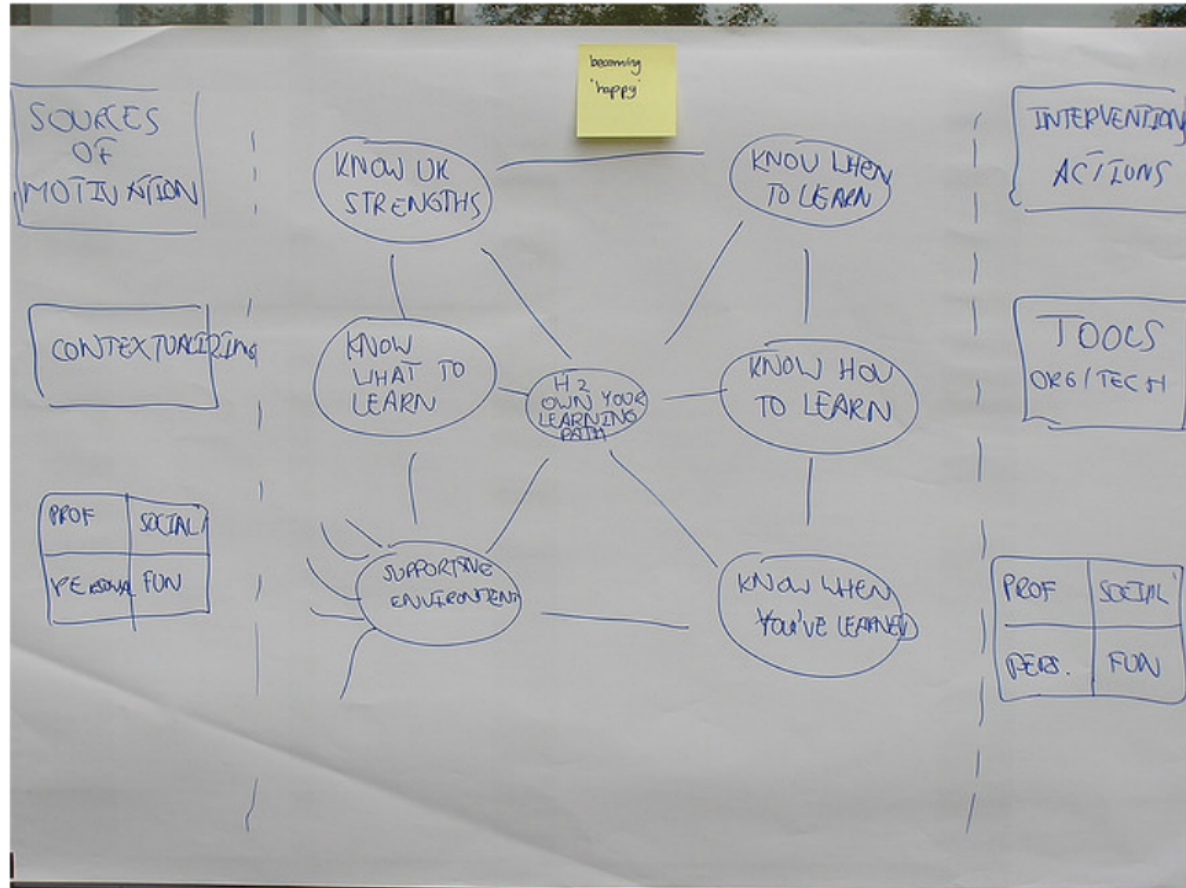 becoming
'happy'
SOURCES
OF
MOTIVATION
CONTEXTUALIZING
PROF
SOCIAL
PERSONAL
FUN
KNOW UR
STRENGTHS
KNOW WHEN
TO LEARN
KNOW
WHAT TO
LEARN
H2
OWN YOUR
LEARNING
PATH
KNOW HOW
TO LEARN
SUPPORTIVE
ENVIRONMENT
KNOW WHEN
YOU'VE LEARNED
INTERVENTION
ACTIONS
TOOLS
ORG/TECH
PROF
SOCIAL
PERS.
FUN